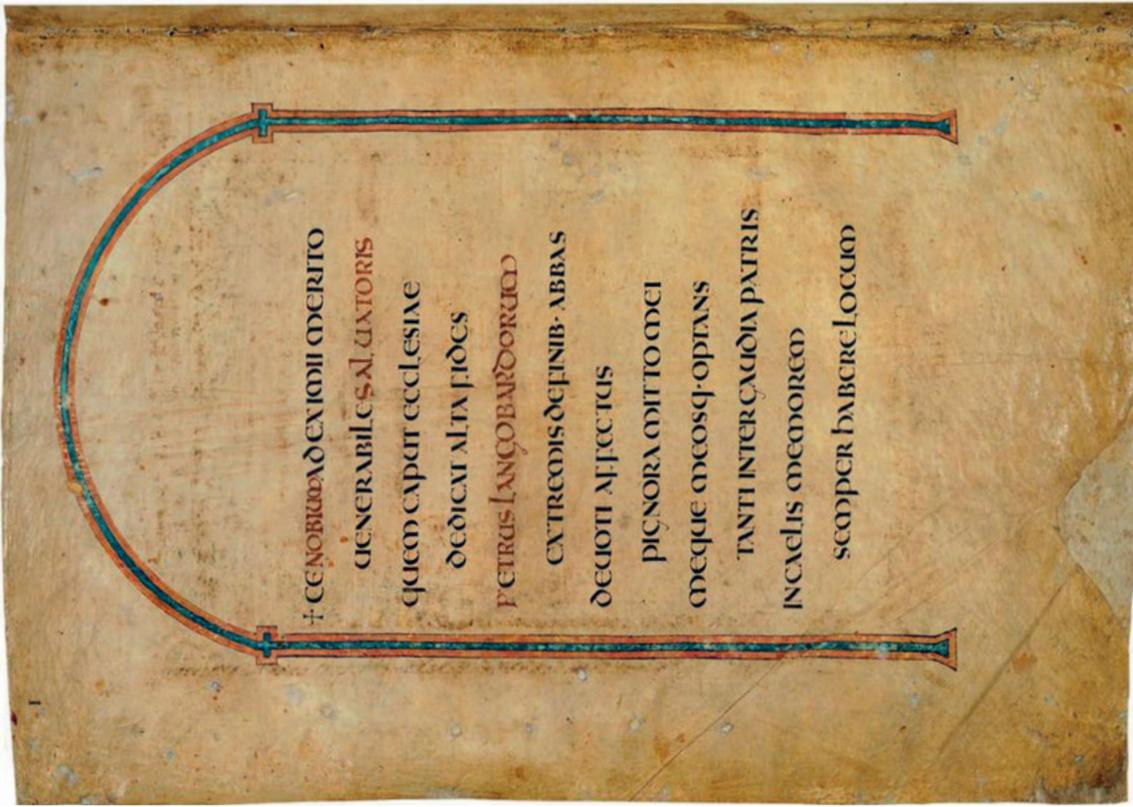 ✝ CENOBIUM AD EXIMII MERITO
UENERABILE SALUATORIS
QUEM CAPUT ECCLESIAE
DEDICAT ALTA FIDES
PETRUS LANGOBARDORUM
EXTREMIS DE FINIB· ABBAS
DEUOTI AFFECTUS
PIGNORA MITTO MEI
MEQUE MEOSQ· OPTANS
TANTI INTER GAUDIA PATRIS
IN CAELIS MEMOREM
SEMPER HABERE LOCUM
I